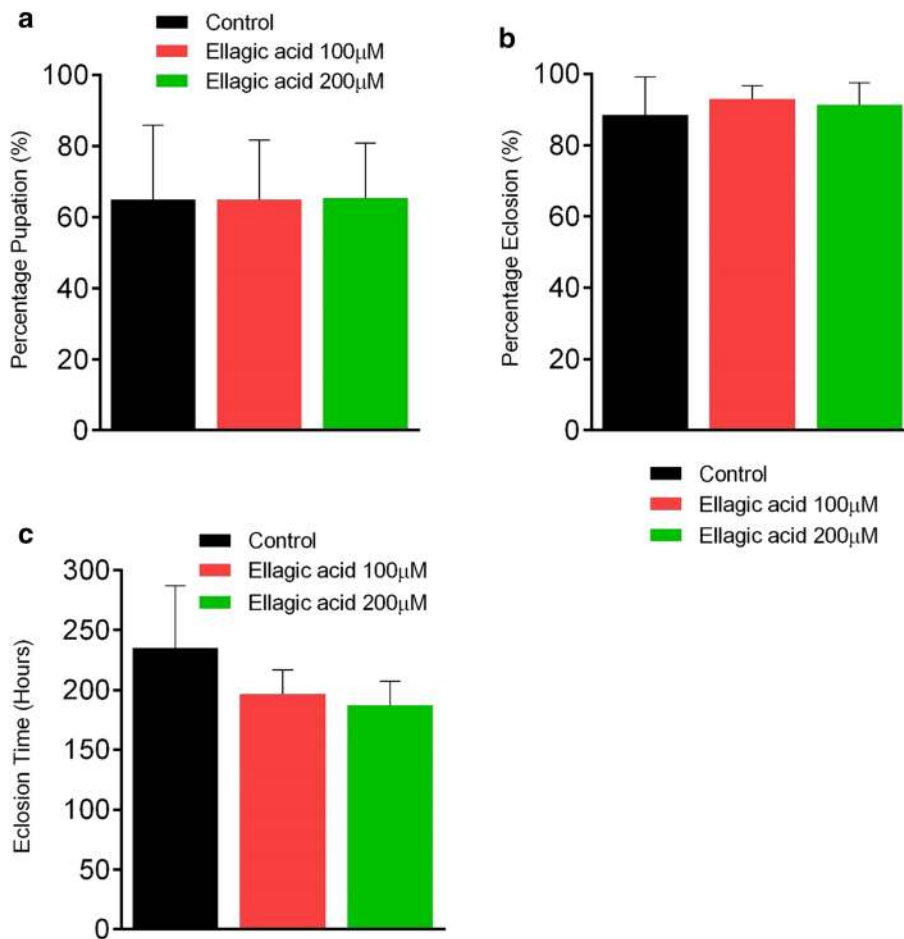 a
Control
Ellagic acid 100μM
Ellagic acid 200μM
Percentage Pupation (%)
100
80
60
40
20
0
b
Percentage Eclosion (%)
100
80
60
40
20
0
Control
Ellagic acid 100μM
Ellagic acid 200μM
c
Control
Ellagic acid 100μM
Ellagic acid 200μM
Eclosion Time (Hours)
300
250
200
150
100
50
0